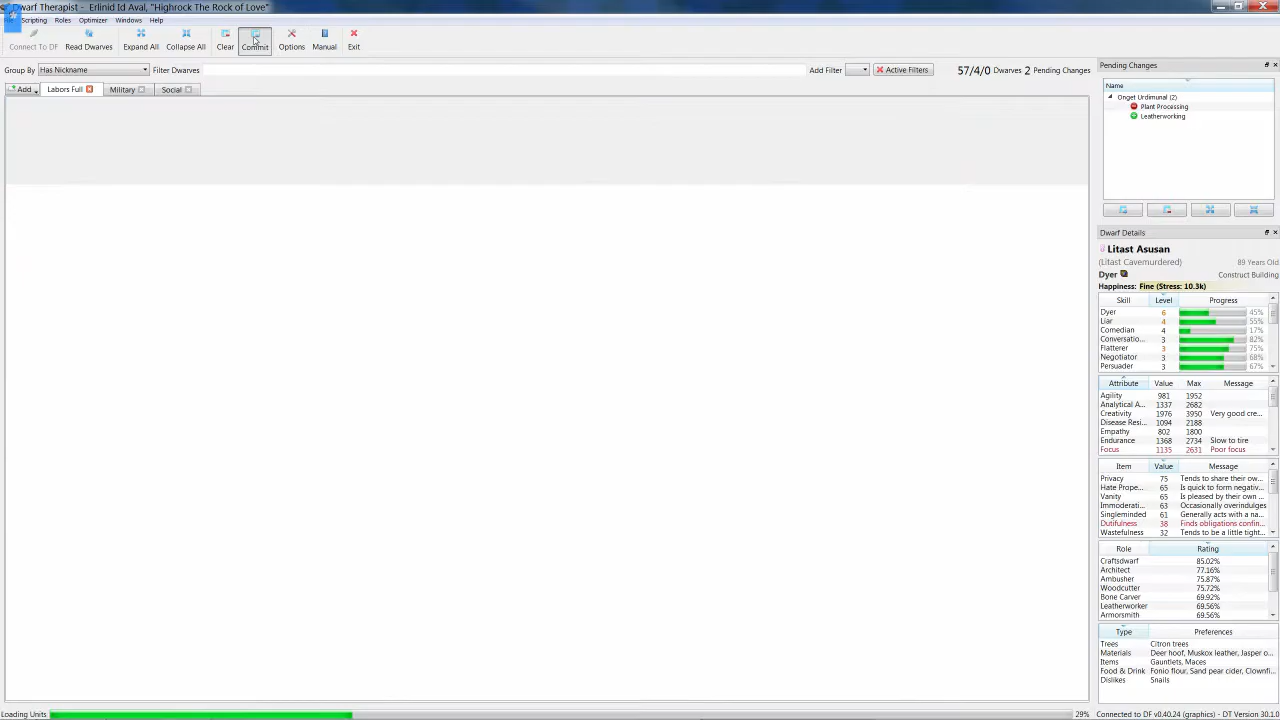 Dwarf Therapist - Erlinid Id Aval, "Highrock The Rock of Love"
Scripting Roles Optimizer Windows Help
Connect To DF Read Dwarves Expand All Collapse All Clear Commit Options Manual Exit
Group By Has Nickname Filter Dwarves Add Filter Active Filters 57/4/0 Dwarves 2 Pending Changes
Add Labors Full Military Social
Pending Changes
Name
Onget Urdimunal (2)
Plant Processing
Leatherworking
Dwarf Details
Litast Asusan
(Litast Cavemurdered) 89 Years Old
Dyer Construct Building
Happiness: Fine (Stress: 10.3k)
Skill Level Progress
Dyer 6 45%
Liar 4 55%
Comedian 4 17%
Conversatio... 3 82%
Flatterer 3 75%
Negotiator 3 68%
Persuader 3 67%
Attribute Value Max Message
Agility 981 1952
Analytical A... 1337 2682
Creativity 1976 3950 Very good cre...
Disease Resi... 1094 2188
Empathy 802 1800
Endurance 1368 2734 Slow to tire
Focus 1135 2631 Poor focus
Item Value Message
Privacy 75 Tends to share their ow...
Hate Prope... 65 Is quick to form negativ...
Vanity 65 Is pleased by their own ...
Immoderati... 63 Occasionally overindulges
Singleminded 61 Generally acts with a na...
Dutifulness 38 Finds obligations confin...
Wastefulness 32 Tends to be a little tight...
Role Rating
Craftsdwarf 85.02%
Architect 77.16%
Ambusher 75.87%
Woodcutter 75.72%
Bone Carver 69.92%
Leatherworker 69.56%
Armorsmith 69.56%
Type Preferences
Trees Citron trees
Materials Deer hoof, Muskox leather, Jasper o...
Items Gauntlets, Maces
Food & Drink Fonio flour, Sand pear cider, Clownfi...
Dislikes Snails
Loading Units 29% Connected to DF v0.40.24 (graphics) - DT Version 30.1.0